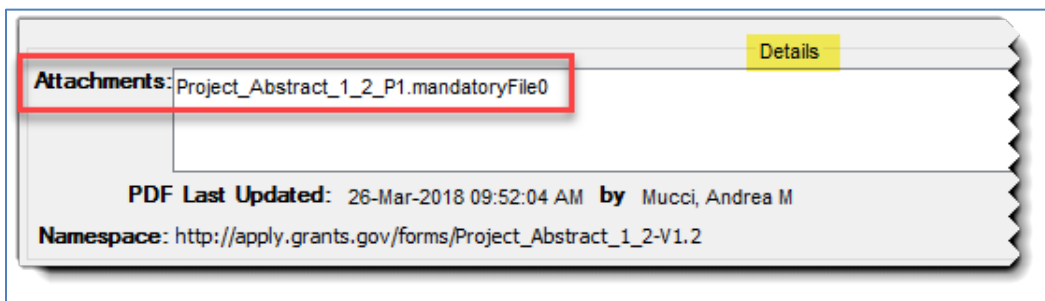 Details
Attachments: Project_Abstract_1_2_P1.mandatoryFile0
PDF Last Updated: 26-Mar-2018 09:52:04 AM by Mucci, Andrea M
Namespace: http://apply.grants.gov/forms/Project_Abstract_1_2-V1.2